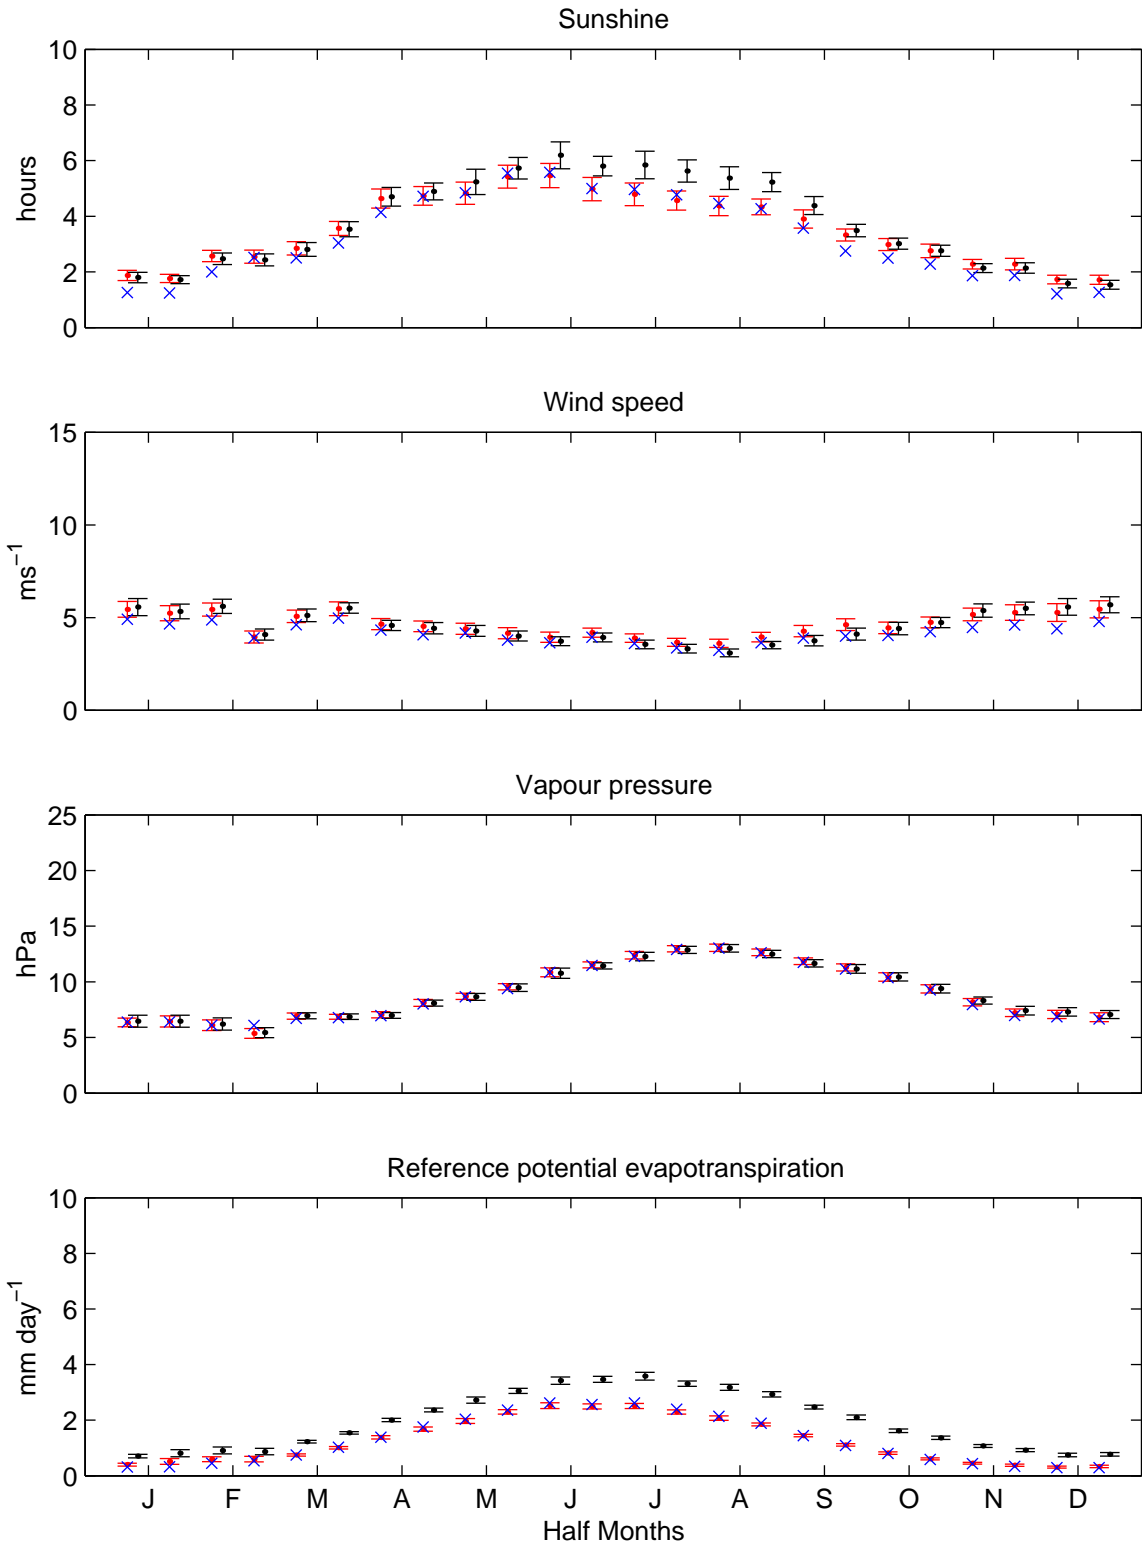 Sunshine
10
8
6
4
2
0
hours
Wind speed
15
10
5
0
ms−1
Vapour pressure
25
20
15
10
5
0
hPa
Reference potential evapotranspiration
10
8
6
4
2
0
mm day−1
J F M A M J J A S O N D
Half Months